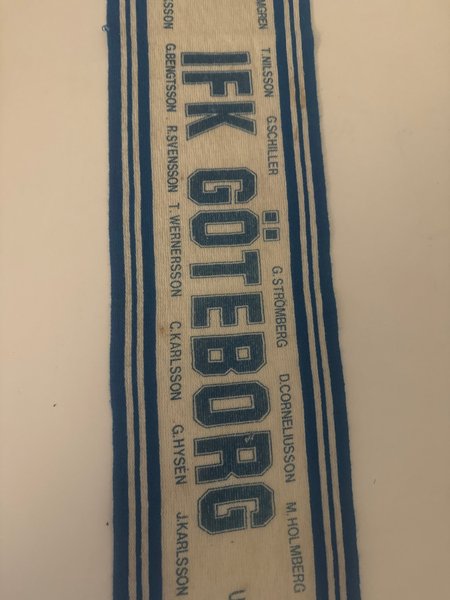 T.NILSSON G.SCHILLER G.STRÖMBERG D.CORNELIUSSON M.HOLMBERG
IFK GÖTEBORG
G.BENGTSSON R.SVENSSON T.WERNERSSON C.KARLSSON G.HYSÉN J.KARLSSON